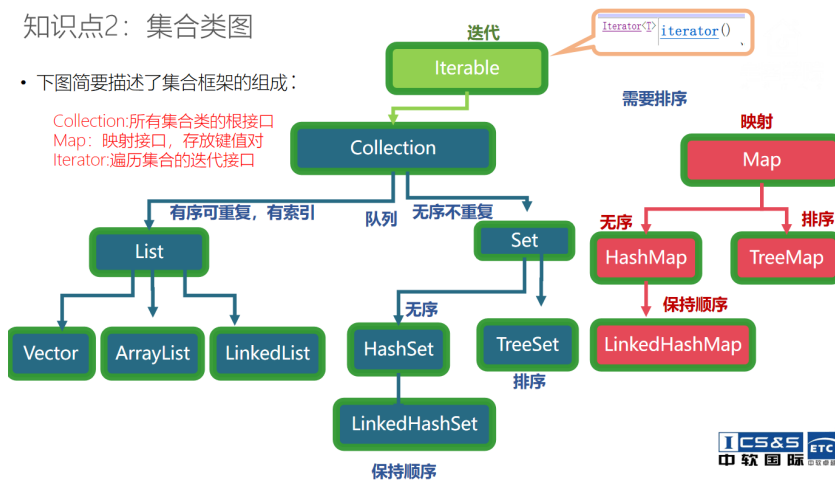 知识点2：集合类图
迭代
Iterator<T> iterator()
Iterable
• 下图简要描述了集合框架的组成：
需要排序
Collection:所有集合类的根接口
Map：映射接口，存放键值对
Iterator:遍历集合的迭代接口
映射
Collection
Map
有序可重复，有索引
队列
无序不重复
无序
排序
List
Set
HashMap
TreeMap
无序
保持顺序
Vector
ArrayList
LinkedList
HashSet
TreeSet
LinkedHashMap
排序
LinkedHashSet
保持顺序
ICS&S
中软国际
ETC